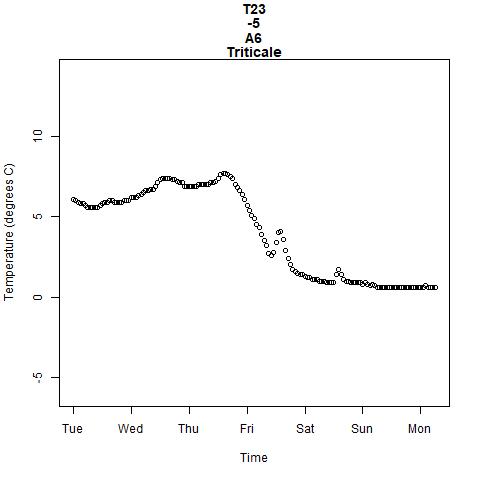 T23
-5
A6
Triticale
Temperature (degrees C)
10
5
0
-5
Tue Wed Thu Fri Sat Sun Mon
Time